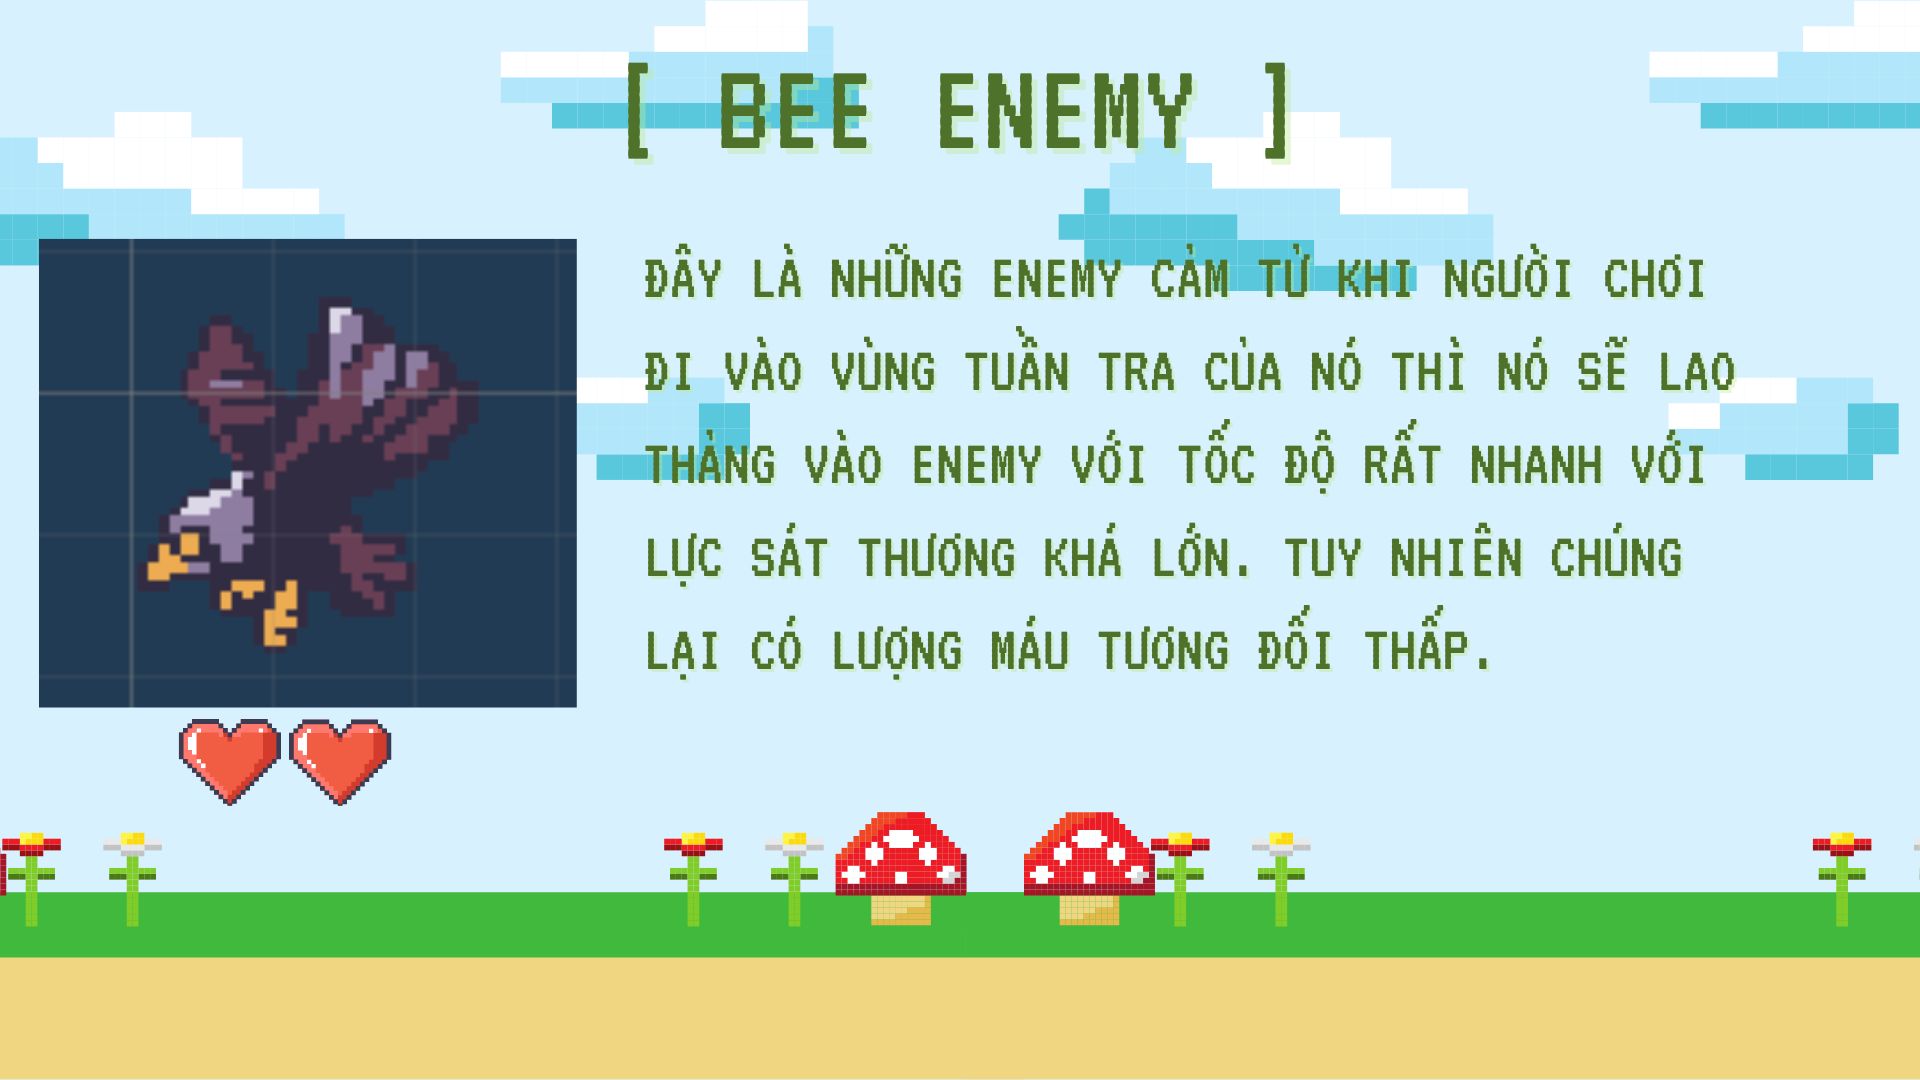 [ BEE ENEMY ]
ĐÂY LÀ NHỮNG ENEMY CẢM TỬ KHI NGƯỜI CHƠI
ĐI VÀO VÙNG TUẦN TRA CỦA NÓ THÌ NÓ SẼ LAO
THẢNG VÀO ENEMY VỚI TỐC ĐỘ RẤT NHANH VỚI
LỰC SÁT THƯƠNG KHÁ LỚN. TUY NHIÊN CHÚNG
LẠI CÓ LƯỢNG MÁU TƯƠNG ĐỐI THẤP.